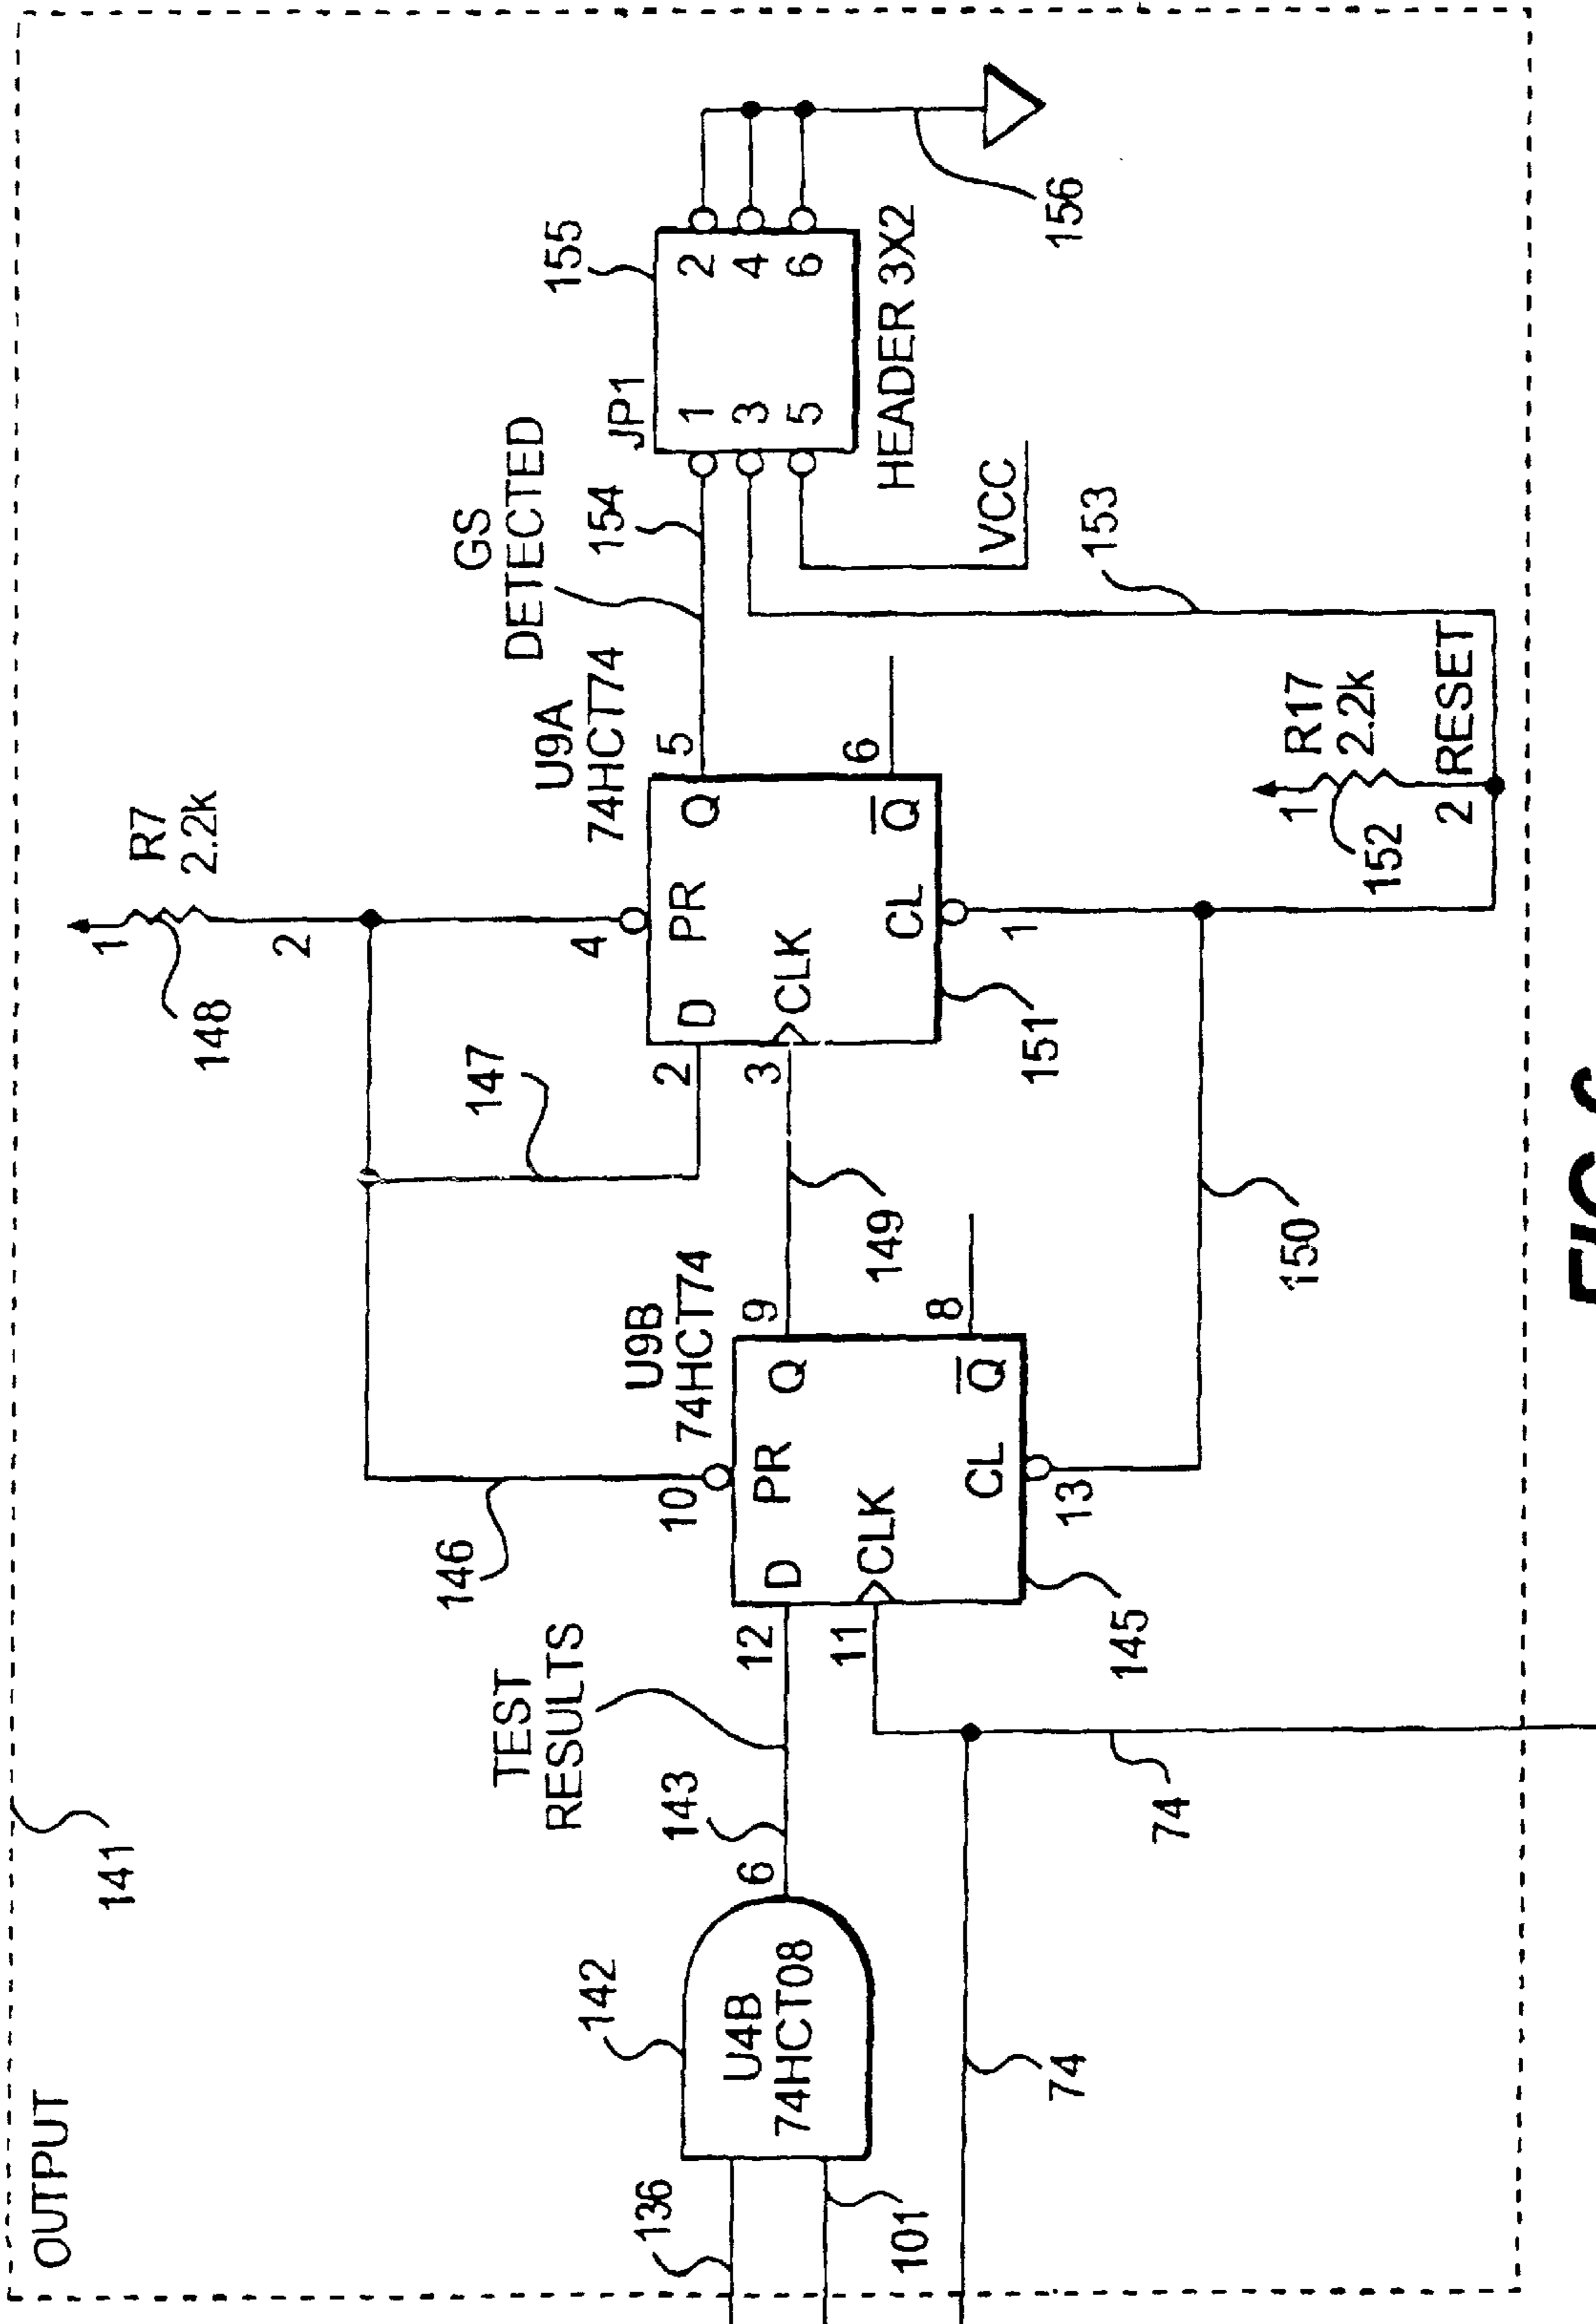 OUTPUT
141
136
101
142
U4B
74HCT08
6
143
TEST
RESULTS
74
74
12
11
D
PR
CLK
CL
Q
Q
10
13
145
146
U9B
74HCT74
9
8
149
147
150
148
1
2
R7
2.2k
2
3
4
D
PR
CLK
CL
Q
Q
1
151
U9A
74HCT74
5
6
GS
DETECTED
154
152
1
2
R17
2.2k
RESET
153
VCC
JP1
155
1
2
3
4
5
6
HEADER 3X2
156